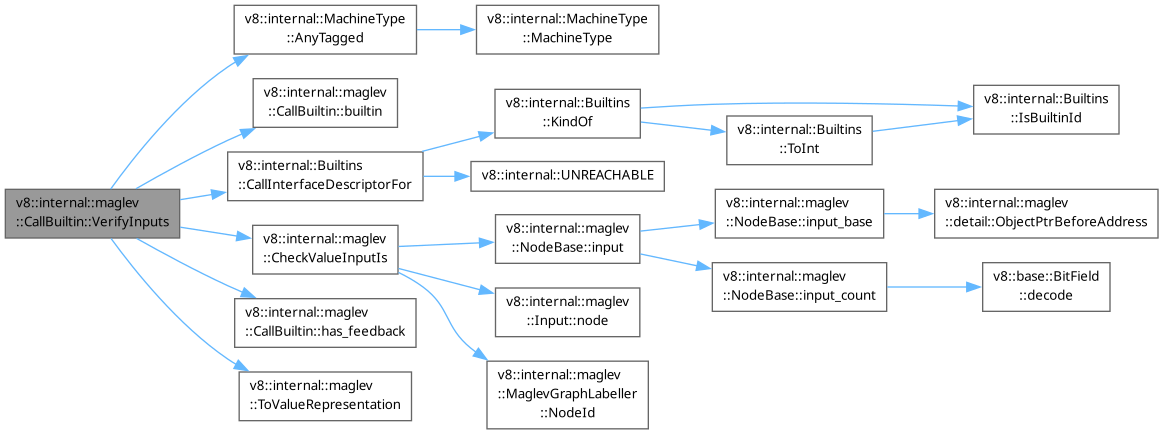 v8::internal::maglev
::CallBuiltin::VerifyInputs
v8::internal::MachineType
::AnyTagged
v8::internal::MachineType
::MachineType
v8::internal::maglev
::CallBuiltin::builtin
v8::internal::Builtins
::CallInterfaceDescriptorFor
v8::internal::Builtins
::KindOf
v8::internal::Builtins
::IsBuiltinId
v8::internal::Builtins
::ToInt
v8::internal::UNREACHABLE
v8::internal::maglev
::CheckValueInputIs
v8::internal::maglev
::NodeBase::input
v8::internal::maglev
::NodeBase::input_base
v8::internal::maglev
::detail::ObjectPtrBeforeAddress
v8::internal::maglev
::NodeBase::input_count
v8::base::BitField
::decode
v8::internal::maglev
::Input::node
v8::internal::maglev
::MaglevGraphLabeller
::NodeId
v8::internal::maglev
::CallBuiltin::has_feedback
v8::internal::maglev
::ToValueRepresentation